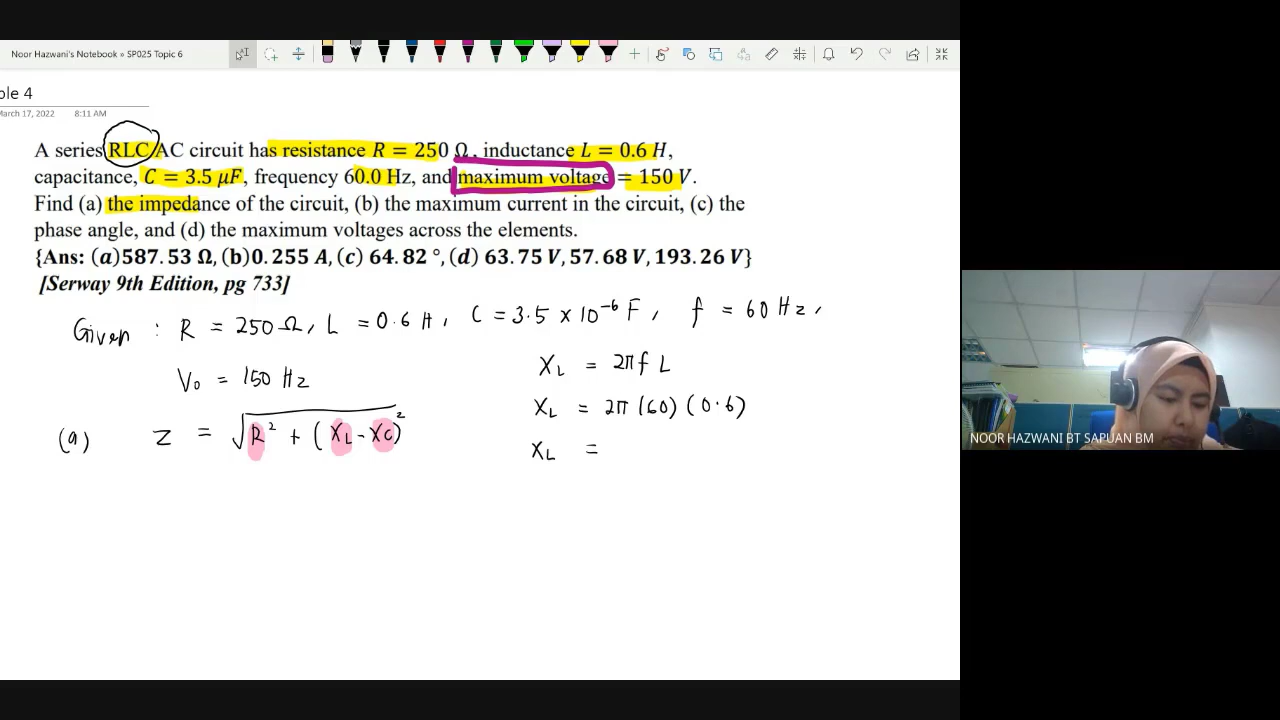 Noor Hazwani's Notebook » SP025 Topic 6
ple 4
March 17, 2022 8:11 AM
A series RLC AC circuit has resistance R = 250 Ω, inductance L = 0.6 H,
capacitance, C = 3.5 μF, frequency 60.0 Hz, and maximum voltage = 150 V.
Find (a) the impedance of the circuit, (b) the maximum current in the circuit, (c) the
phase angle, and (d) the maximum voltages across the elements.
{Ans: (a)587.53 Ω, (b)0.255 A, (c) 64.82 °, (d) 63.75 V, 57.68 V, 193.26 V}
[Serway 9th Edition, pg 733]
Given : R = 250 Ω, L = 0.6 H, C = 3.5 × 10⁻⁶ F, f = 60 Hz,
V₀ = 150 Hz
X_L = 2πf L
X_L = 2π (60) (0.6)
(a) Z = √R² + (X_L - Xc)²
X_L =
NOOR HAZWANI BT SAPUAN BM